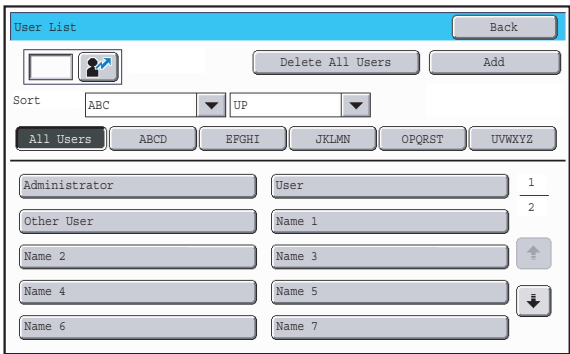 User List Back
Delete All Users Add
Sort ABC UP
All Users ABCD EFGHI JKLMN OPQRST UVWXYZ
Administrator User 1
2
Other User Name 1
Name 2 Name 3
Name 4 Name 5
Name 6 Name 7